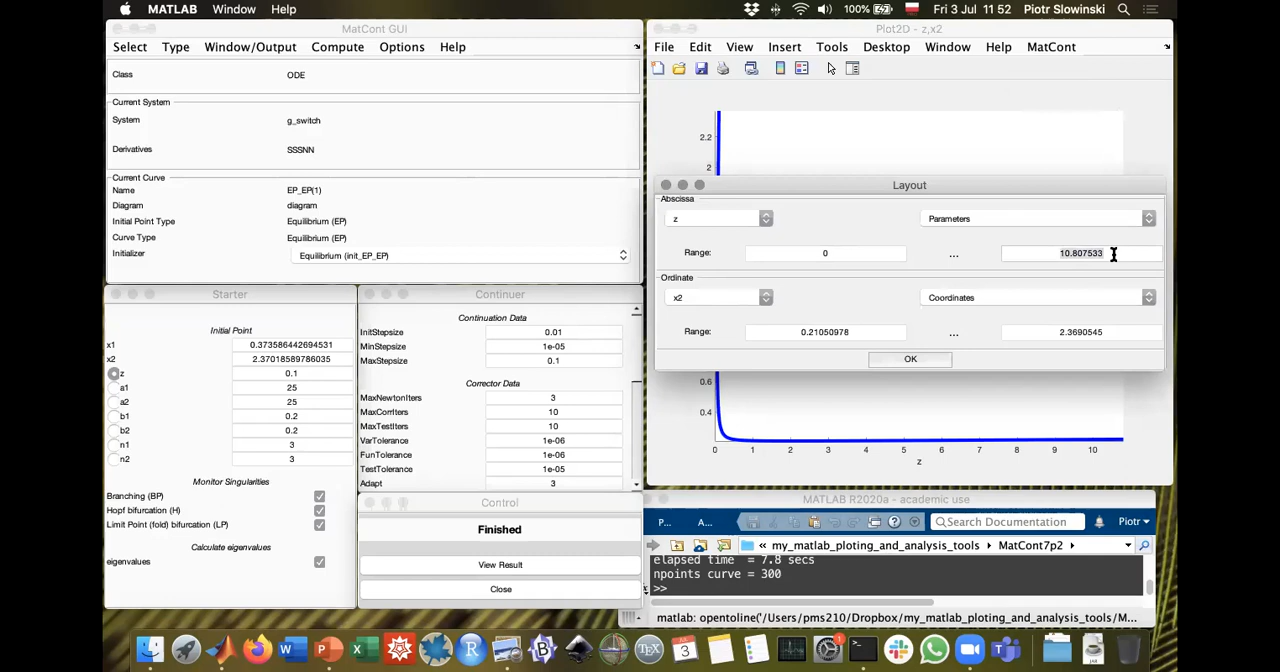 MATLAB Window Help 100% Fri 3 Jul 11 52 Piotr Slowinski
MatCont GUI
Select Type Window/Output Compute Options Help
Class ODE
Current System
System g_switch
Derivatives SSSNN
Current Curve
Name EP_EP(1)
Diagram diagram
Initial Point Type Equilibrium (EP)
Curve Type Equilibrium (EP)
Initializer Equilibrium (init_EP_EP)
Plot2D - z,x2
File Edit View Insert Tools Desktop Window Help MatCont
2.2
2
Layout
Abscissa
z Parameters
Range: 0 ... 10.807533
Ordinate
x2 Coordinates
Range: 0.21050978 ... 2.3690545
OK
0.6
0.4
0 1 2 3 4 5 6 7 8 9 10
z
Starter
Initial Point
x1 0.373586442694531
x2 2.37018589786035
z 0.1
a1 25
a2 25
b1 0.2
b2 0.2
n1 3
n2 3
Monitor Singularities
Branching (BP)
Hopf bifurcation (H)
Limit Point (fold) bifurcation (LP)
Calculate eigenvalues
eigenvalues
Continuer
Continuation Data
InitStepsize 0.01
MinStepsize 1e-05
MaxStepsize 0.1
Corrector Data
MaxNewtonIters 3
MaxCorrIters 10
MaxTestIters 10
VarTolerance 1e-06
FunTolerance 1e-06
TestTolerance 1e-05
Adapt 3
Control
Finished
View Result
Close
MATLAB R2020a - academic use
P... A... Search Documentation Piotr
« my_matlab_ploting_and_analysis_tools MatCont7p2
elapsed time = 7.8 secs
npoints curve = 300
>>
matlab: opentoline('/Users/pms210/Dropbox/my_matlab_ploting_and_analysis_tools/M...